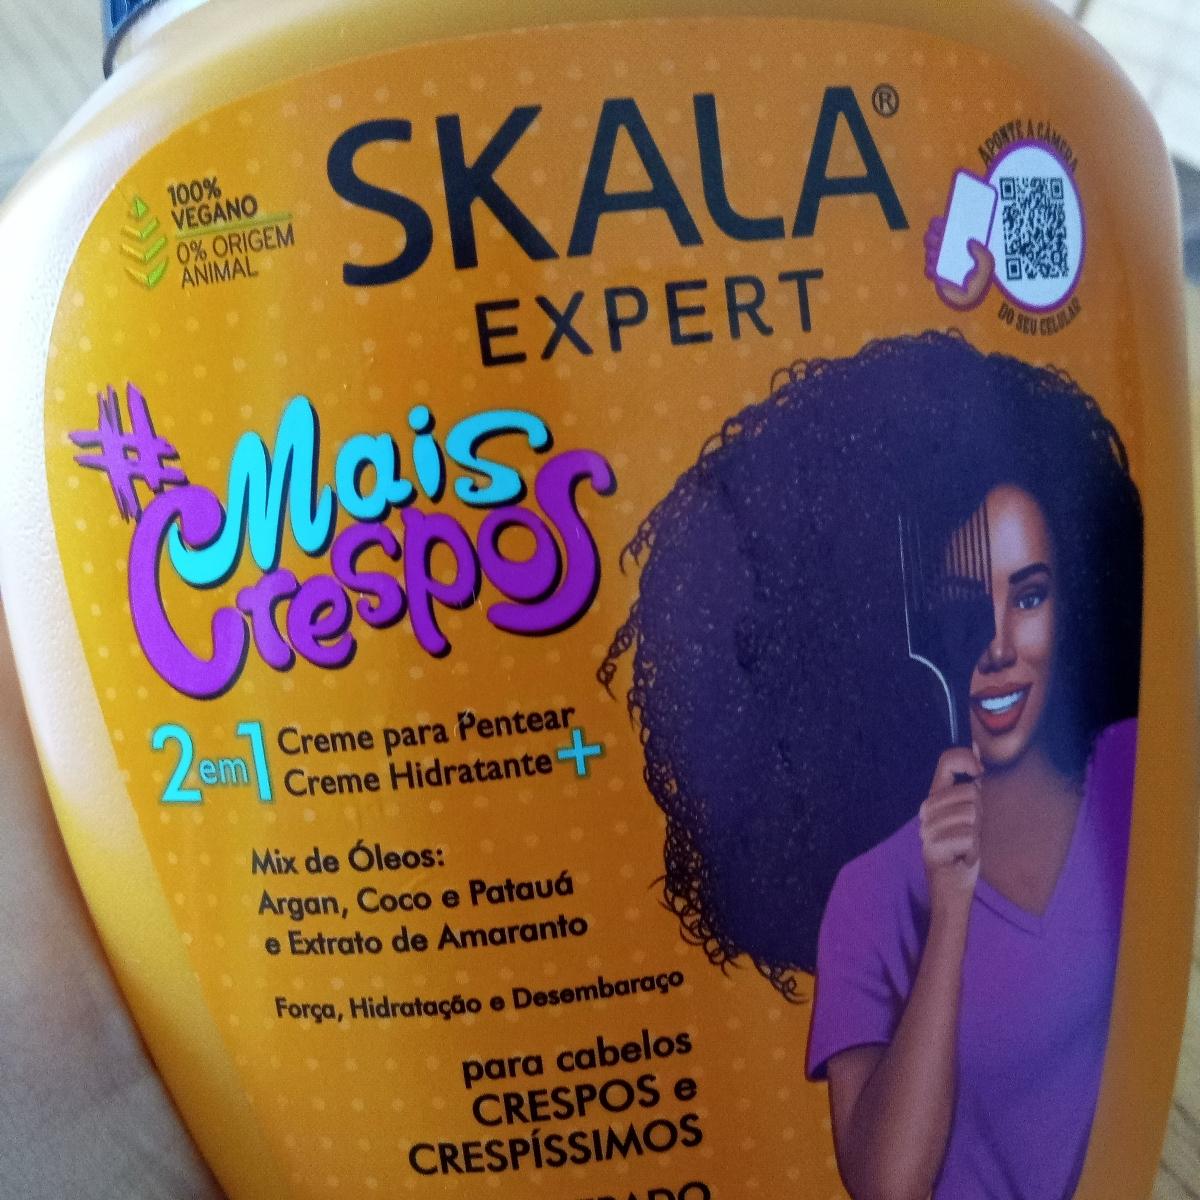 SKALA®
EXPERT
100%
VEGANO
0% ORIGEM
ANIMAL
APONTE A CÂMERA
DO SEU CELULAR
#Mais
Crespos
2em1
Creme para Pentear
Creme Hidratante +
Mix de Óleos:
Argan, Coco e Patauá
e Extrato de Amaranto
Força, Hidratação e Desembaraço
para cabelos
CRESPOS e
CRESPÍSSIMOS